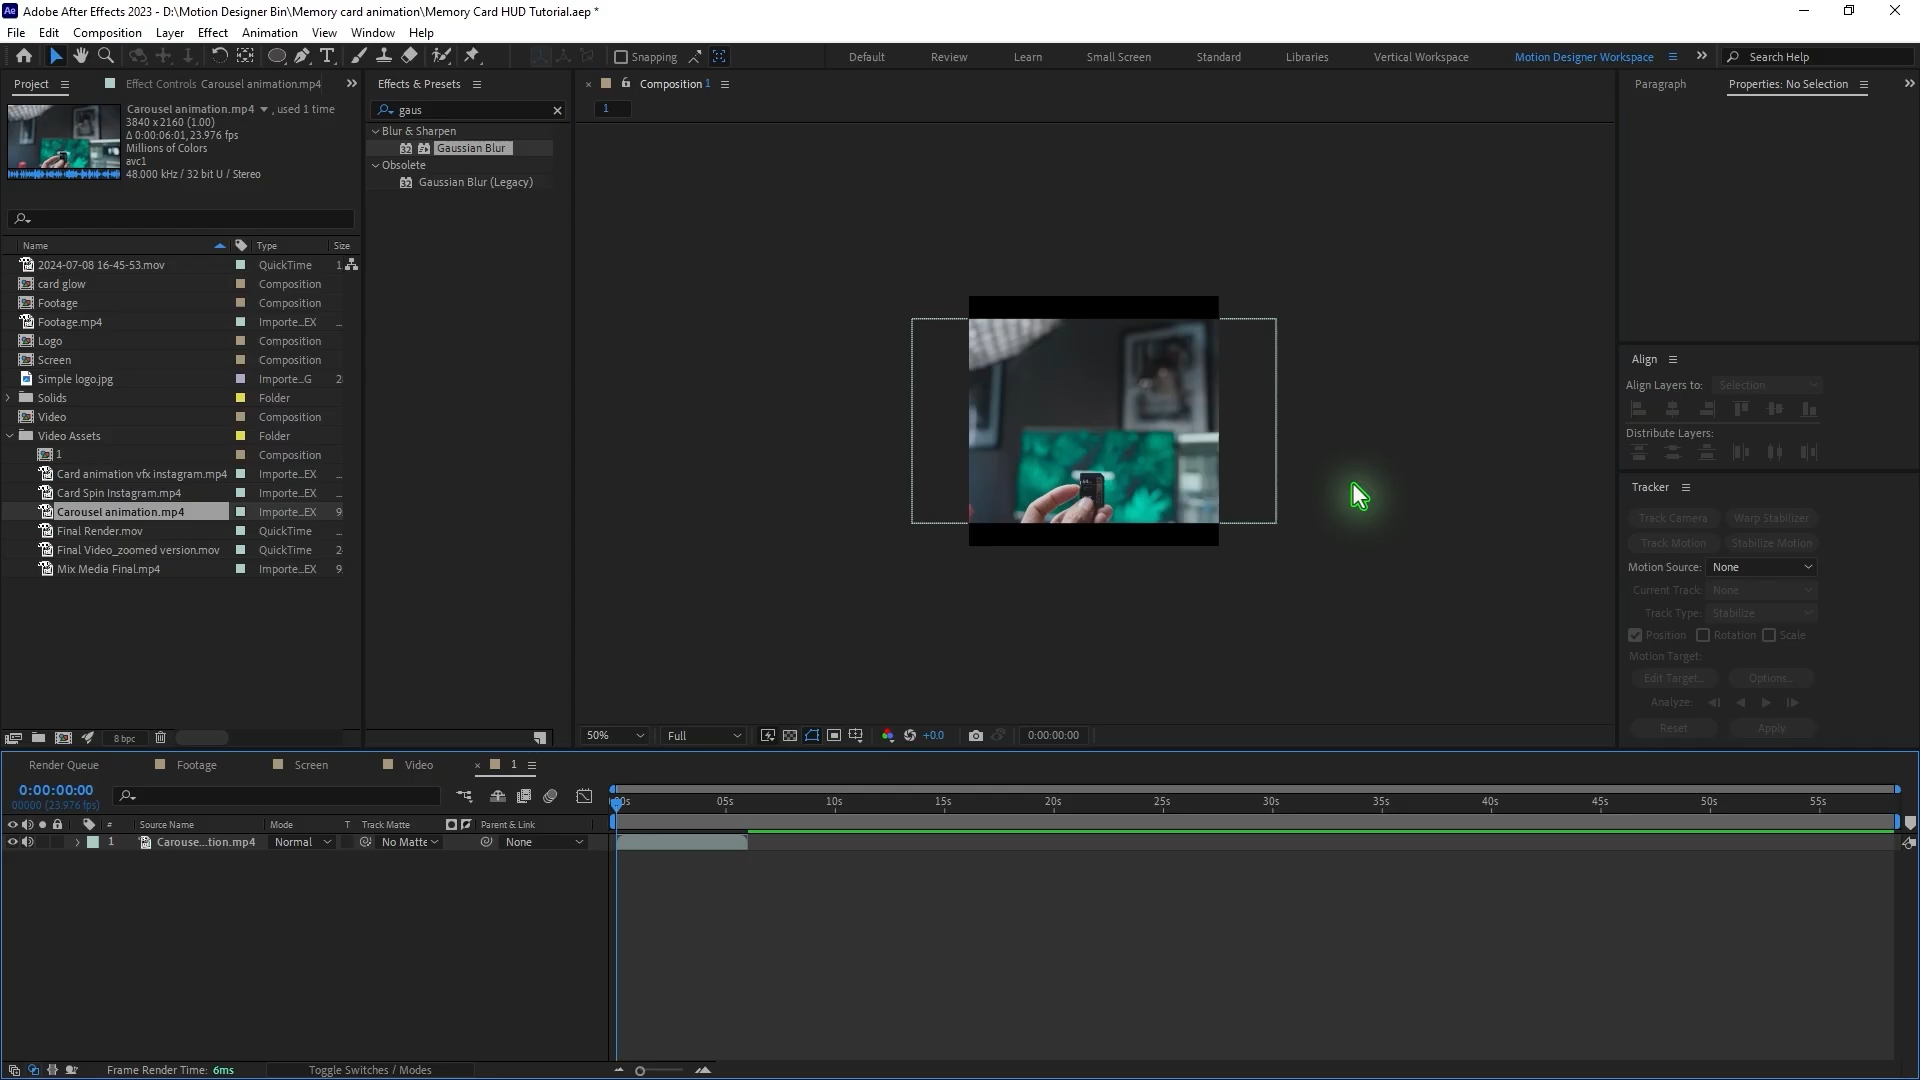 Adobe After Effects 2023 - D:\Motion Designer Bin\Memory card animation\Memory Card HUD Tutorial.aep *
File Edit Composition Layer Effect Animation View Window Help
Snapping
Default Review Learn Small Screen Standard Libraries Vertical Workspace Motion Designer Workspace Search Help
Project Effect Controls Carousel animation.mp4
Carousel animation.mp4 , used 1 time
3840 x 2160 (1.00)
Δ 0:00:06:01, 23.976 fps
Millions of Colors
avc1
48.000 kHz / 32 bit U / Stereo
Name Type Size
2024-07-08 16-45-53.mov QuickTime 1
card glow Composition
Footage Composition
Footage.mp4 Importe...EX ...
Logo Composition
Screen Composition
Simple logo.jpg Importe...G 2
Solids Folder
Video Composition
Video Assets Folder
1 Composition
Card animation vfx instagram.mp4 Importe...EX ...
Card Spin Instagram.mp4 Importe...EX ...
Carousel animation.mp4 Importe...EX 9
Final Render.mov QuickTime ...
Final Video_zoomed version.mov QuickTime 2
Mix Media Final.mp4 Importe...EX 9
8 bpc
Effects & Presets
gaus
Blur & Sharpen
32 Gaussian Blur
Obsolete
32 Gaussian Blur (Legacy)
Composition 1
1
50% Full +0.0 0:00:00:00
Paragraph Properties: No Selection
Align
Align Layers to: Selection
Distribute Layers:
Tracker
Track Camera Warp Stabilizer
Track Motion Stabilize Motion
Motion Source: None
Current Track: None
Track Type: Stabilize
Position Rotation Scale
Motion Target:
Edit Target... Options...
Analyze:
Reset Apply
Render Queue Footage Screen Video 1
0:00:00:00
00000 (23.976 fps)
00s 05s 10s 15s 20s 25s 30s 35s 40s 45s 50s 55s
# Source Name Mode T Track Matte Parent & Link
1 Carouse...tion.mp4 Normal No Matte None
Frame Render Time: 6ms Toggle Switches / Modes